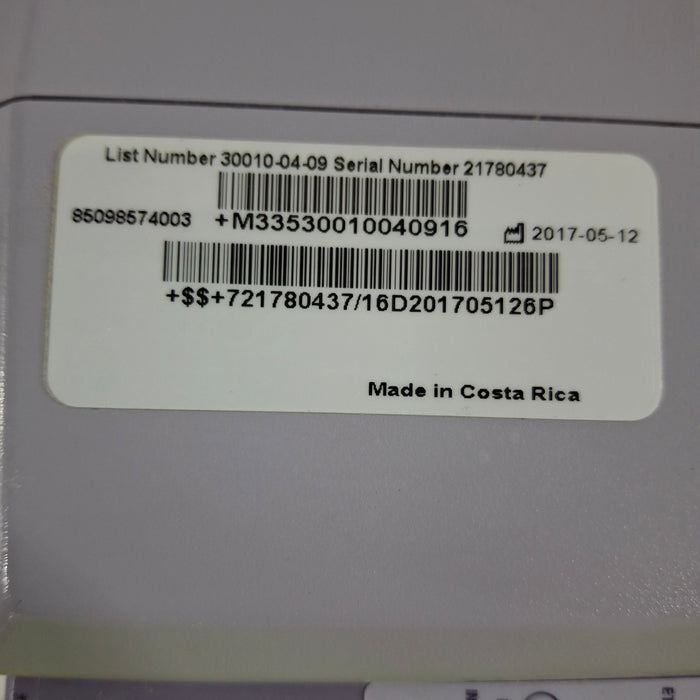 List Number 30010-04-09 Serial Number 21780437
85098574003 +M33530010040916 2017-05-12
+$$+721780437/16D201705126P
Made in Costa Rica